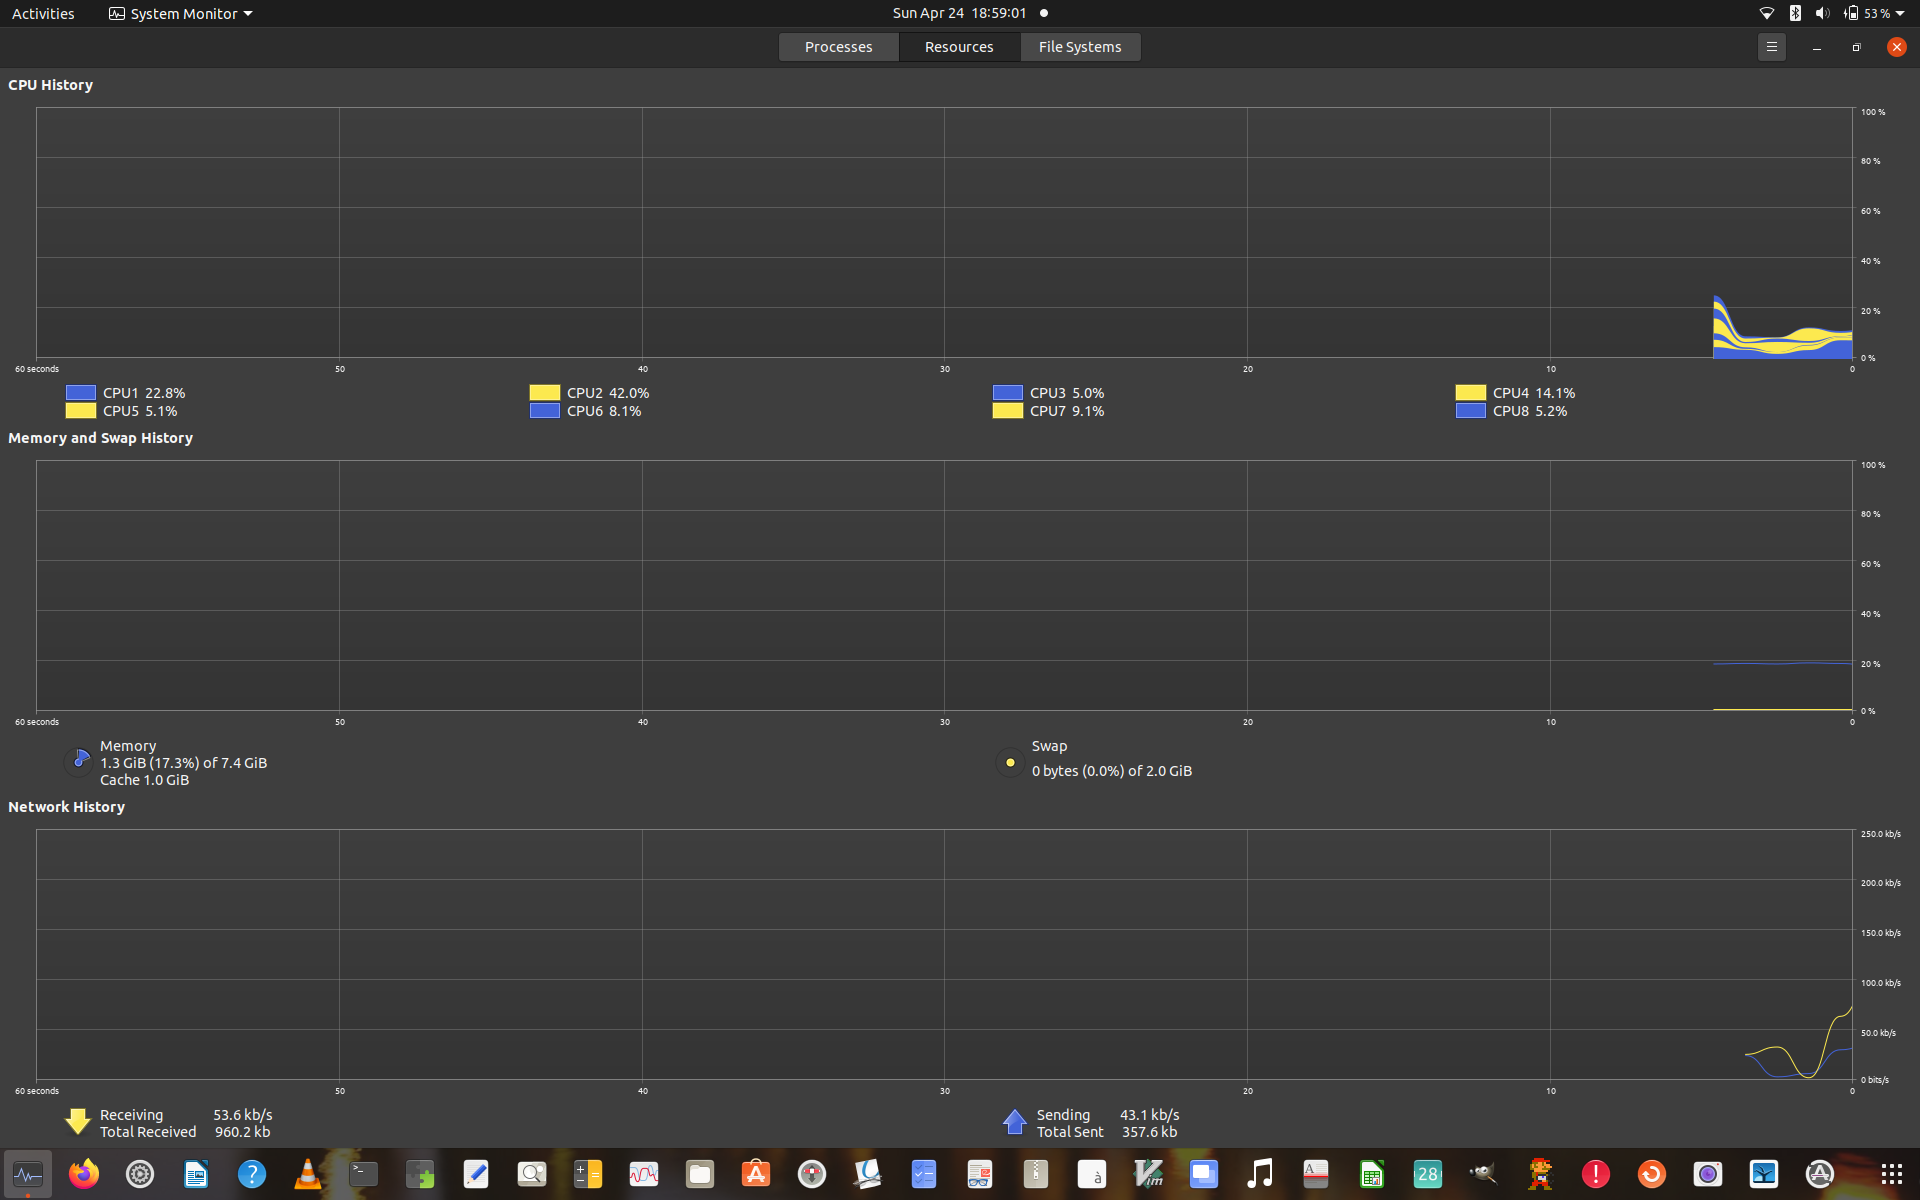 Activities System Monitor Sun Apr 24 18:59:01 53 %
Processes Resources File Systems
CPU History
100 %
80 %
60 %
40 %
20 %
0 %
60 seconds 50 40 30 20 10 0
CPU1 22.8% CPU2 42.0% CPU3 5.0% CPU4 14.1%
CPU5 5.1% CPU6 8.1% CPU7 9.1% CPU8 5.2%
Memory and Swap History
100 %
80 %
60 %
40 %
20 %
0 %
60 seconds 50 40 30 20 10 0
Memory
1.3 GiB (17.3%) of 7.4 GiB
Cache 1.0 GiB
Swap
0 bytes (0.0%) of 2.0 GiB
Network History
250.0 kb/s
200.0 kb/s
150.0 kb/s
100.0 kb/s
50.0 kb/s
0 bits/s
60 seconds 50 40 30 20 10 0
Receiving 53.6 kb/s
Total Received 960.2 kb
Sending 43.1 kb/s
Total Sent 357.6 kb
? >_ à Vim A 28 !